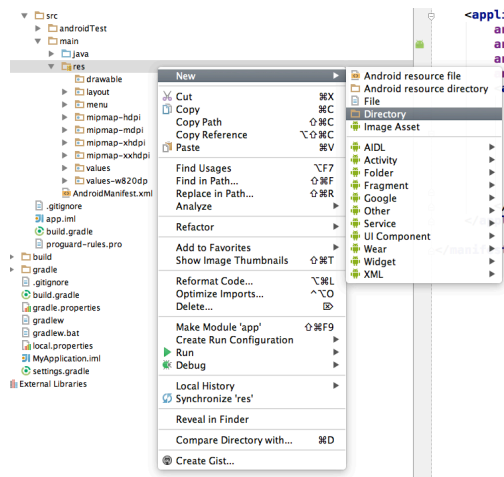 src
androidTest
main
java
res
drawable
layout
menu
mipmap-hdpi
mipmap-mdpi
mipmap-xhdpi
mipmap-xxhdpi
values
values-w820dp
AndroidManifest.xml
.gitignore
app.iml
build.gradle
proguard-rules.pro
build
gradle
.gitignore
build.gradle
gradle.properties
gradlew
gradlew.bat
local.properties
MyApplication.iml
settings.gradle
External Libraries
New
Cut ⌘X
Copy ⌘C
Copy Path ⇧⌘C
Copy Reference ⌥⇧⌘C
Paste ⌘V
Find Usages ⌥F7
Find in Path... ⇧⌘F
Replace in Path... ⇧⌘R
Analyze
Refactor
Add to Favorites
Show Image Thumbnails ⇧⌘T
Reformat Code... ⌥⌘L
Optimize Imports... ^⌥O
Delete... ⌦
Make Module 'app' ⇧⌘F9
Create Run Configuration
Run
Debug
Local History
Synchronize 'res'
Reveal in Finder
Compare Directory with... ⌘D
Create Gist...
Android resource file
Android resource directory
File
Directory
Image Asset
AIDL
Activity
Folder
Fragment
Google
Other
Service
UI Component
Wear
Widget
XML
<appli
an
an
an
</
</mani